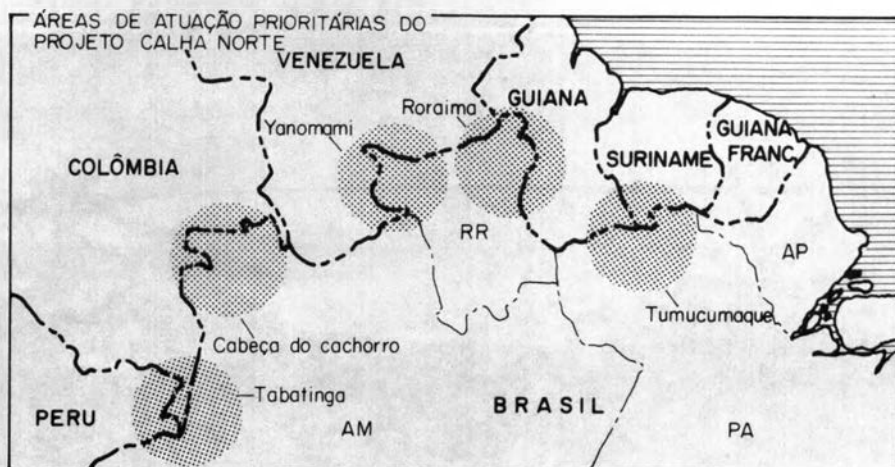 ÁREAS DE ATUAÇÃO PRIORITÁRIAS DO
PROJETO CALHA NORTE
VENEZUELA
Yanomami
Roraima
GUIANA
GUIANA
FRANÇ
SURINAME
COLÔMBIA
RR
AP
Tumucumaque
Cabeça do cachorro
Tabatinga
PERU
AM
BRASIL
PA